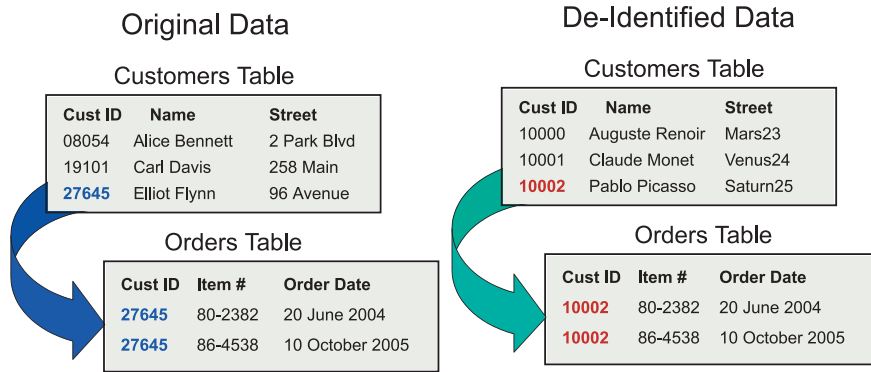 Original Data
Customers Table
Cust ID Name Street
08054 Alice Bennett 2 Park Blvd
19101 Carl Davis 258 Main
27645 Elliot Flynn 96 Avenue
Orders Table
Cust ID Item # Order Date
27645 80-2382 20 June 2004
27645 86-4538 10 October 2005
De-Identified Data
Customers Table
Cust ID Name Street
10000 Auguste Renoir Mars23
10001 Claude Monet Venus24
10002 Pablo Picasso Saturn25
Orders Table
Cust ID Item # Order Date
10002 80-2382 20 June 2004
10002 86-4538 10 October 2005